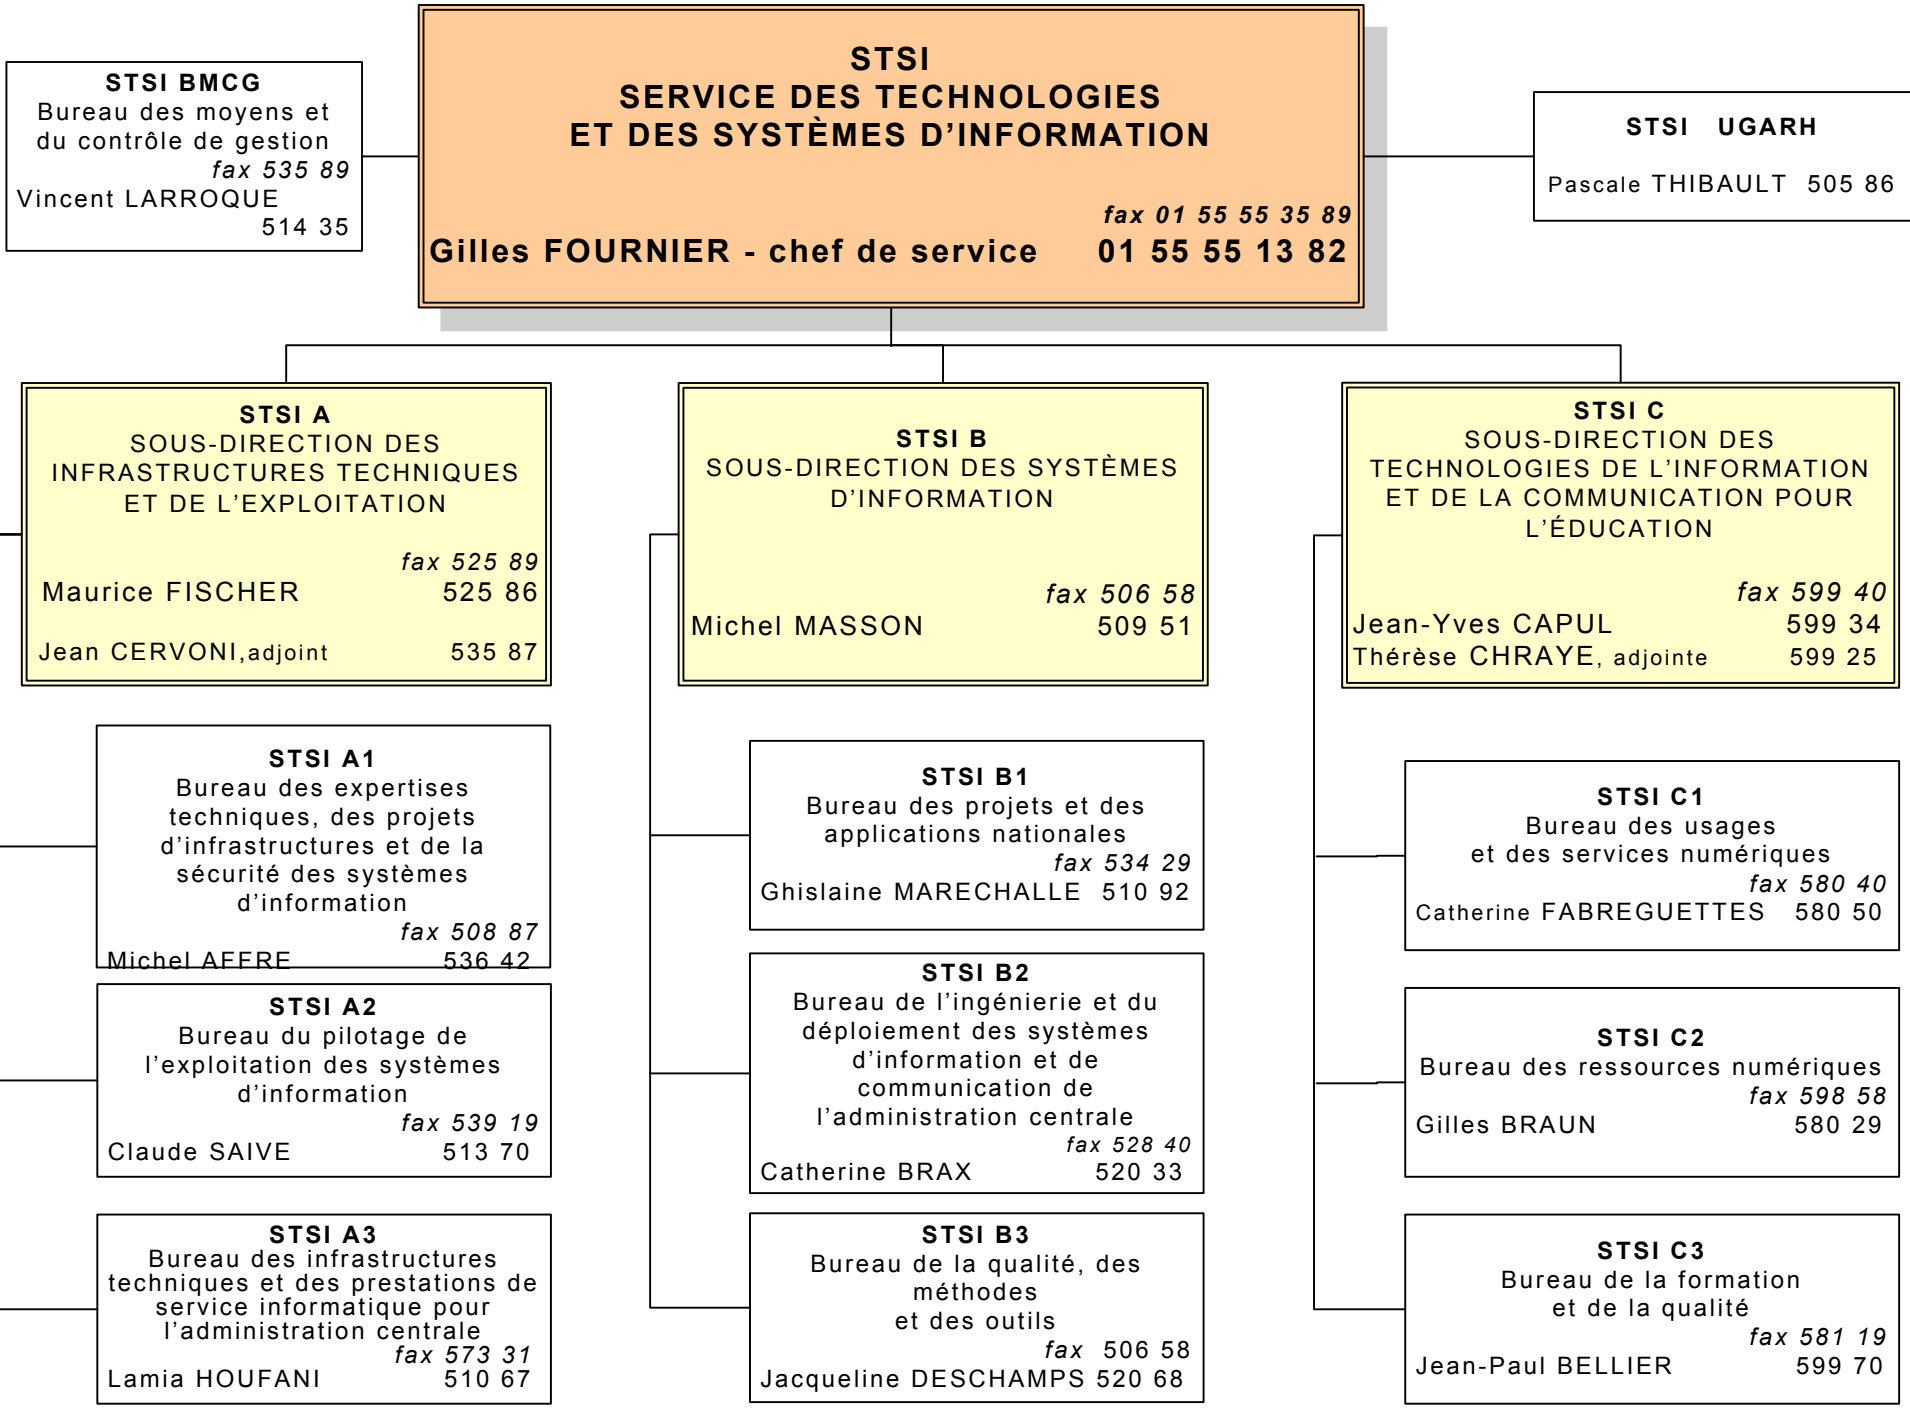 STSI
SERVICE DES TECHNOLOGIES
ET DES SYSTÈMES D’INFORMATION
fax 01 55 55 35 89
Gilles FOURNIER - chef de service 01 55 55 13 82
STSI BMCG
Bureau des moyens et
du contrôle de gestion
fax 535 89
Vincent LARROQUE
514 35
STSI UGARH
Pascale THIBAULT 505 86
STSI A
SOUS-DIRECTION DES
INFRASTRUCTURES TECHNIQUES
ET DE L’EXPLOITATION
fax 525 89
Maurice FISCHER 525 86
Jean CERVONI,adjoint 535 87
STSI A1
Bureau des expertises
techniques, des projets
d’infrastructures et de la
sécurité des systèmes
d’information
fax 508 87
Michel AFFRE 536 42
STSI A2
Bureau du pilotage de
l’exploitation des systèmes
d’information
fax 539 19
Claude SAIVE 513 70
STSI A3
Bureau des infrastructures
techniques et des prestations de
service informatique pour
l’administration centrale
fax 573 31
Lamia HOUFANI 510 67
STSI B
SOUS-DIRECTION DES SYSTÈMES
D’INFORMATION
fax 506 58
Michel MASSON 509 51
STSI B1
Bureau des projets et des
applications nationales
fax 534 29
Ghislaine MARECHALLE 510 92
STSI B2
Bureau de l’ingénierie et du
déploiement des systèmes
d’information et de
communication de
l’administration centrale
fax 528 40
Catherine BRAX 520 33
STSI B3
Bureau de la qualité, des
méthodes
et des outils
fax 506 58
Jacqueline DESCHAMPS 520 68
STSI C
SOUS-DIRECTION DES
TECHNOLOGIES DE L’INFORMATION
ET DE LA COMMUNICATION POUR
L’ÉDUCATION
fax 599 40
Jean-Yves CAPUL 599 34
Thérèse CHRAYE, adjointe 599 25
STSI C1
Bureau des usages
et des services numériques
fax 580 40
Catherine FABREGUETTES 580 50
STSI C2
Bureau des ressources numériques
fax 598 58
Gilles BRAUN 580 29
STSI C3
Bureau de la formation
et de la qualité
fax 581 19
Jean-Paul BELLIER 599 70